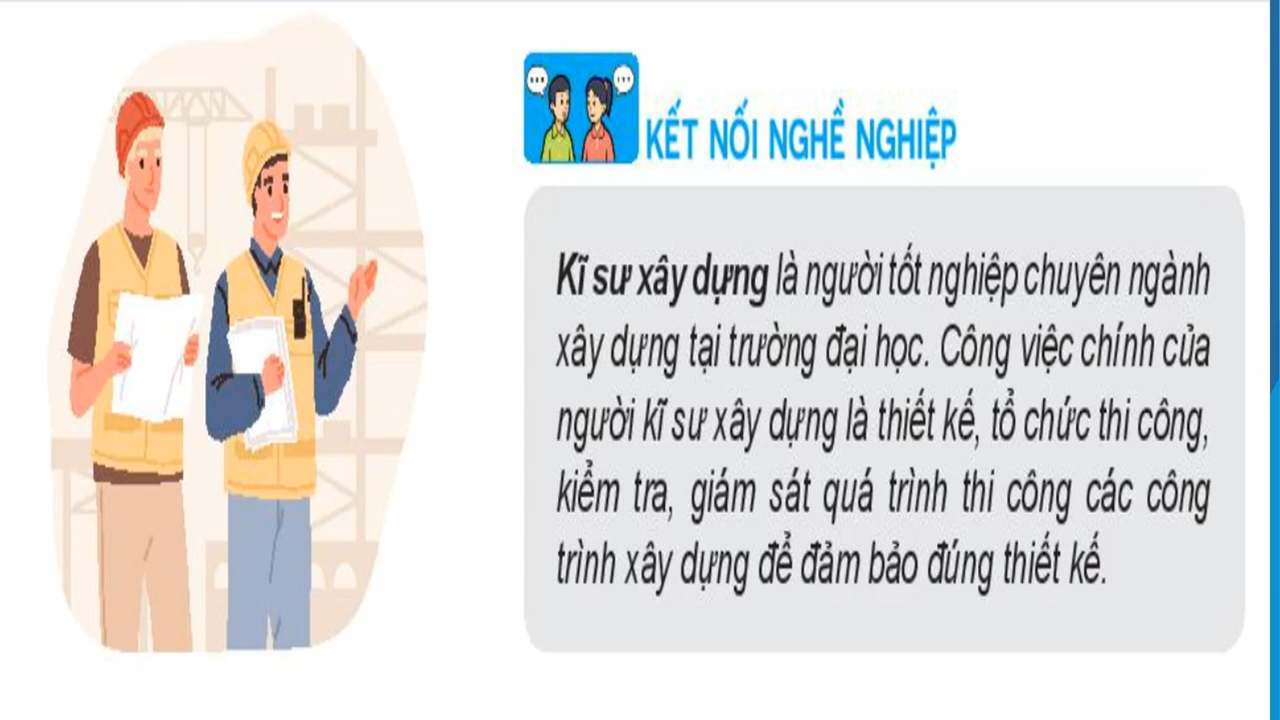 KẾT NỐI NGHỀ NGHIỆP
Kĩ sư xây dựng là người tốt nghiệp chuyên ngành
xây dựng tại trường đại học. Công việc chính của
người kĩ sư xây dựng là thiết kế, tổ chức thi công,
kiểm tra, giám sát quá trình thi công các công
trình xây dựng để đảm bảo đúng thiết kế.